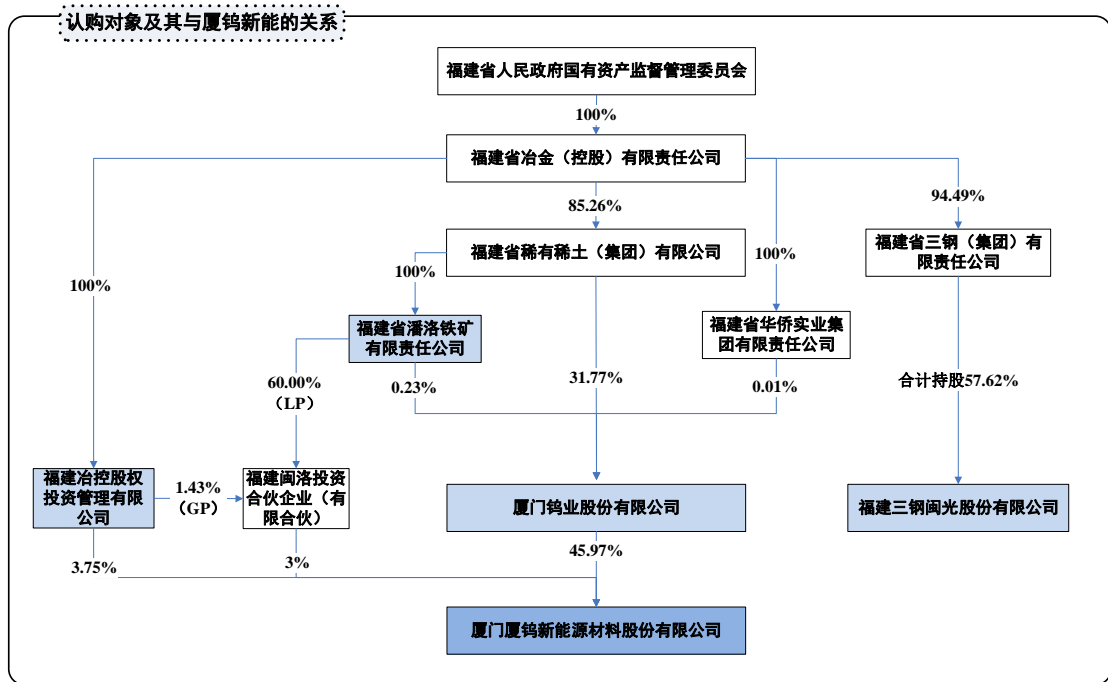 认购对象及其与厦钨新能的关系
福建省人民政府国有资产监督管理委员会
100%
福建省冶金（控股）有限责任公司
85.26%
94.49%
福建省稀有稀土（集团）有限公司
福建省三钢（集团）有
限责任公司
100%
100%
100%
福建省潘洛铁矿
有限责任公司
福建省华侨实业集
团有限责任公司
60.00%
（LP）
0.23%
31.77%
0.01%
合计持股57.62%
福建冶控股权
投资管理有限
公司
1.43%
（GP）
福建闽洛投资
合伙企业（有
限合伙）
厦门钨业股份有限公司
福建三钢闽光股份有限公司
3.75%
3%
45.97%
厦门厦钨新能源材料股份有限公司